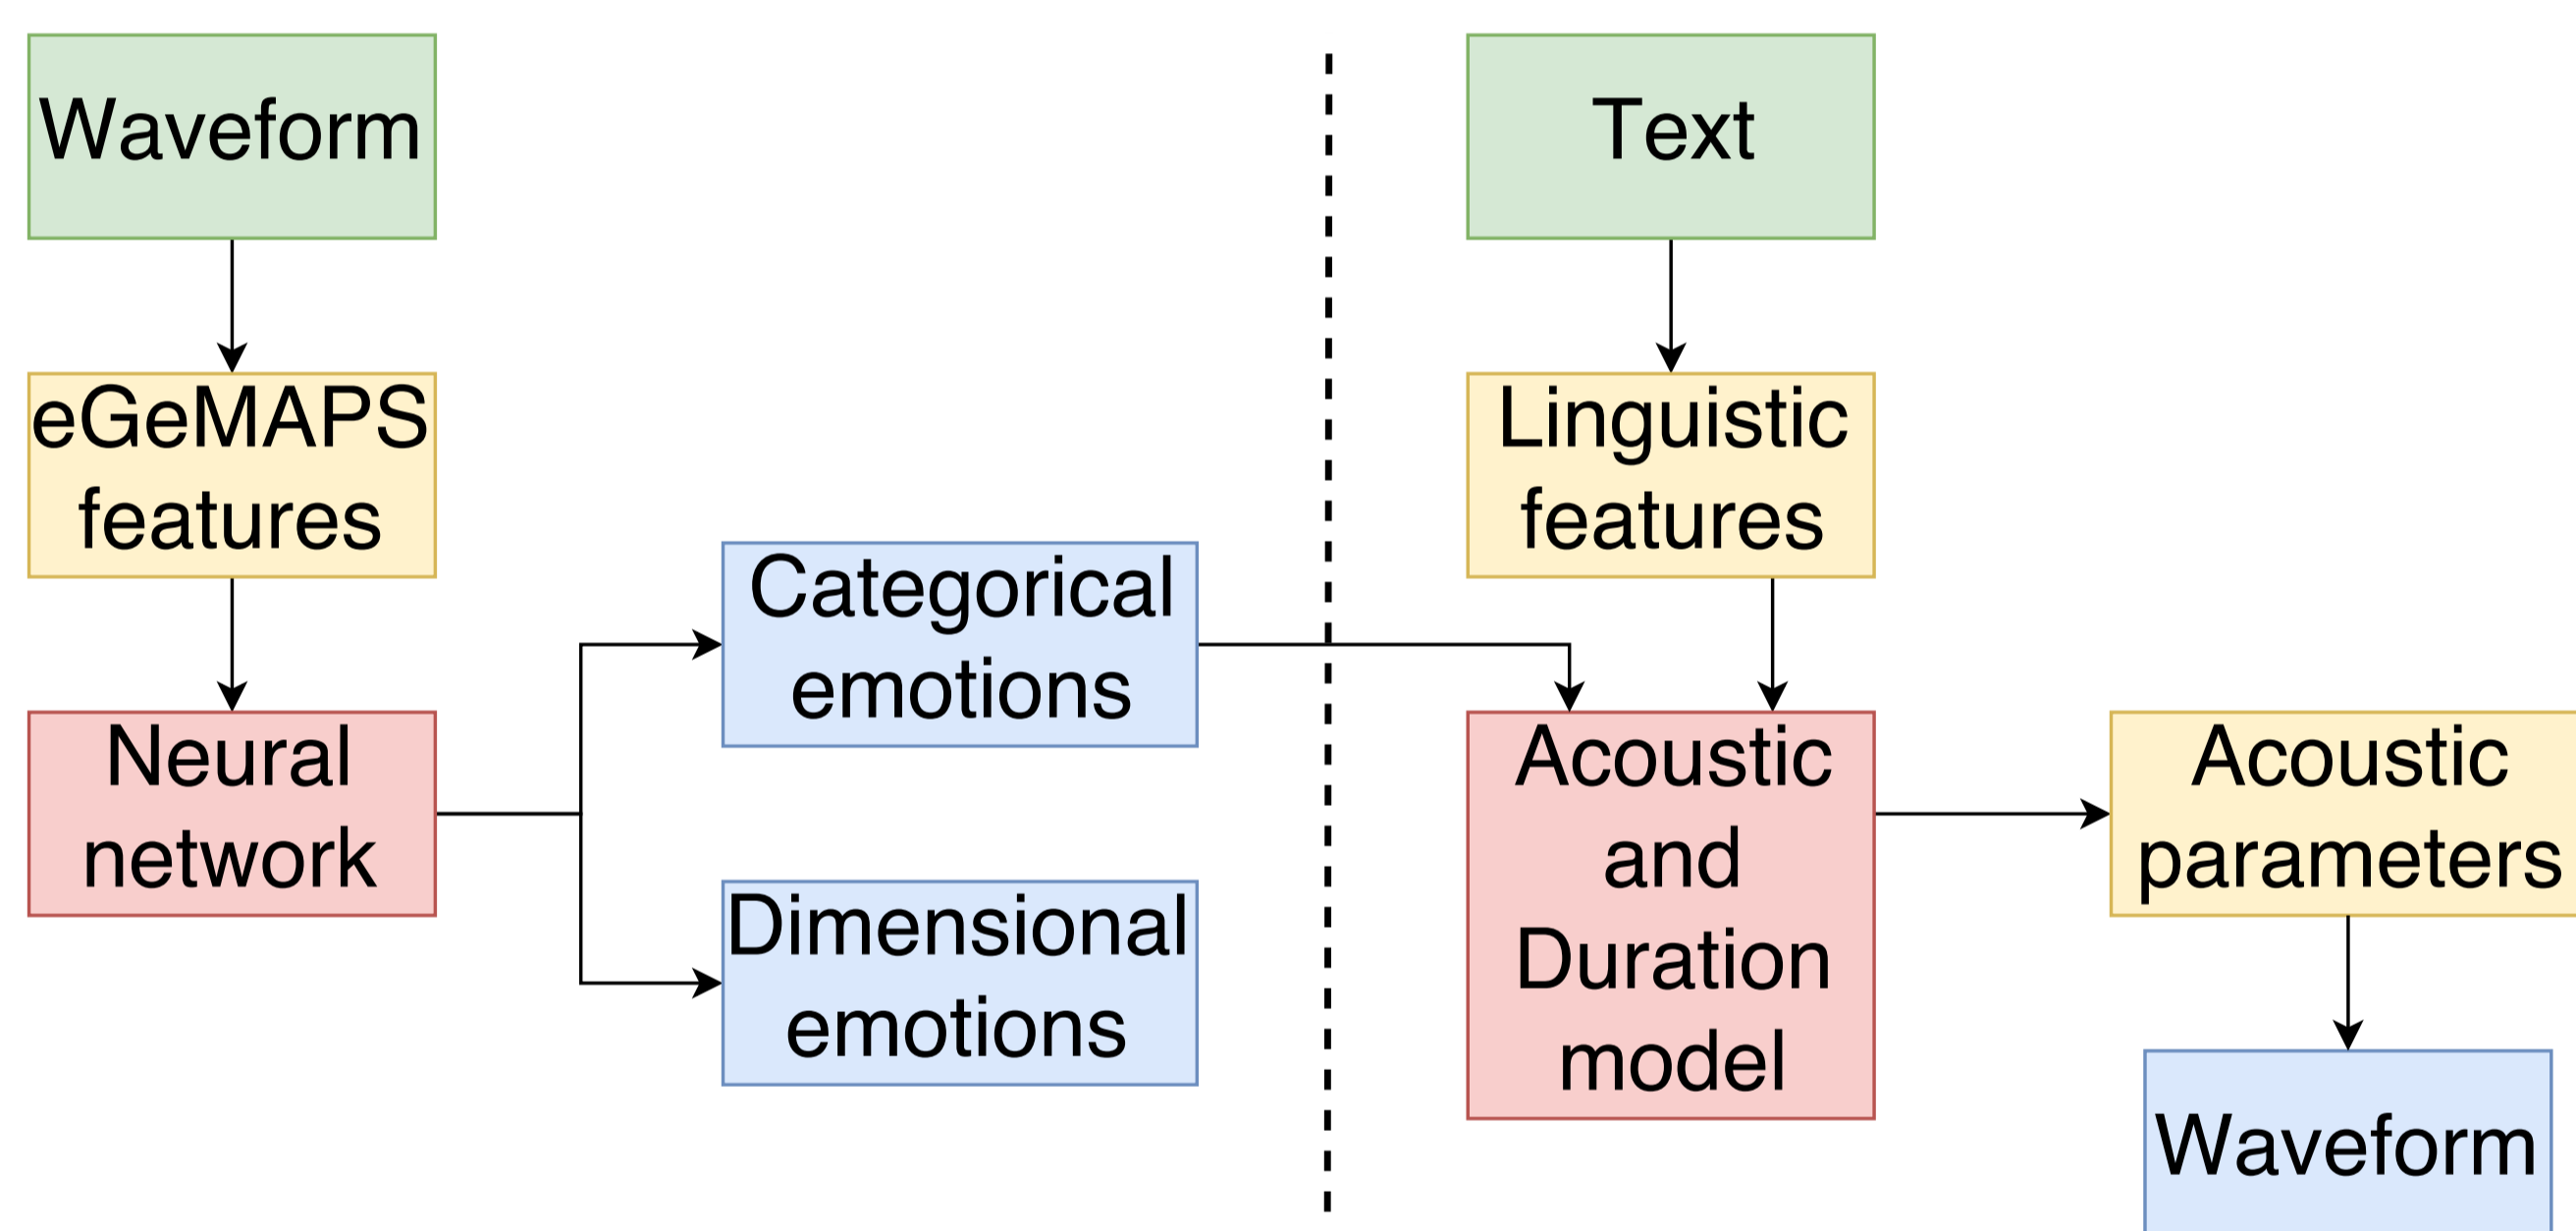 Waveform
eGeMAPS
features
Neural
network
Categorical
emotions
Dimensional
emotions
Text
Linguistic
features
Acoustic
and
Duration
model
Acoustic
parameters
Waveform